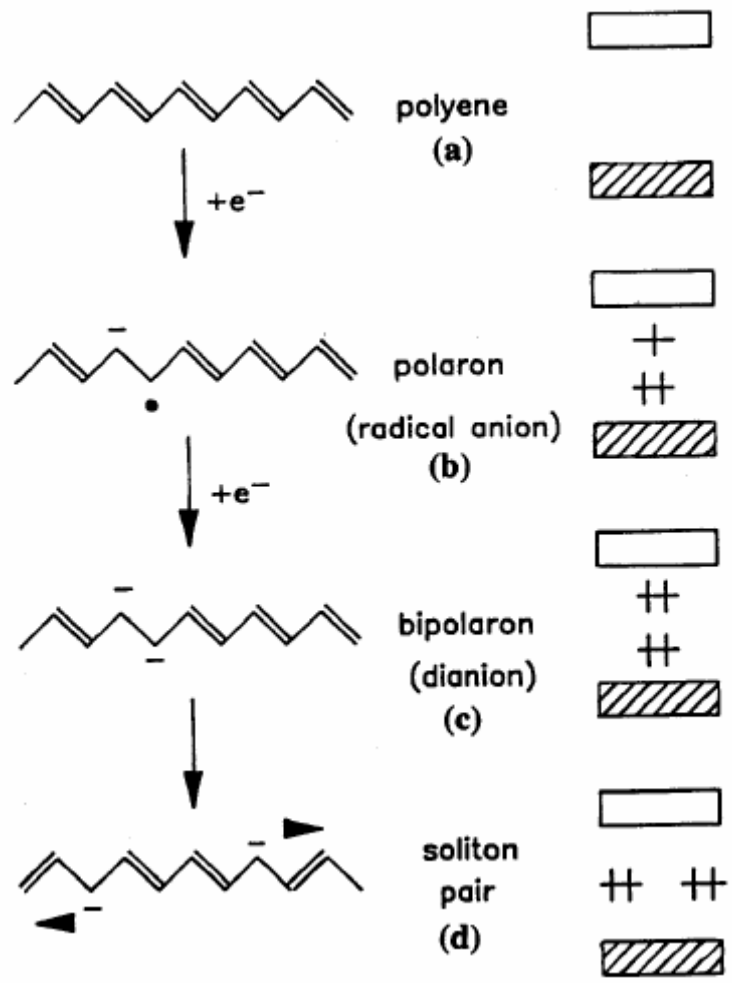 polyene
(a)
+e⁻
−
polaron
•
(radical anion)
(b)
+e⁻
−
bipolaron
−
(dianion)
(c)
−
soliton
pair
−
(d)